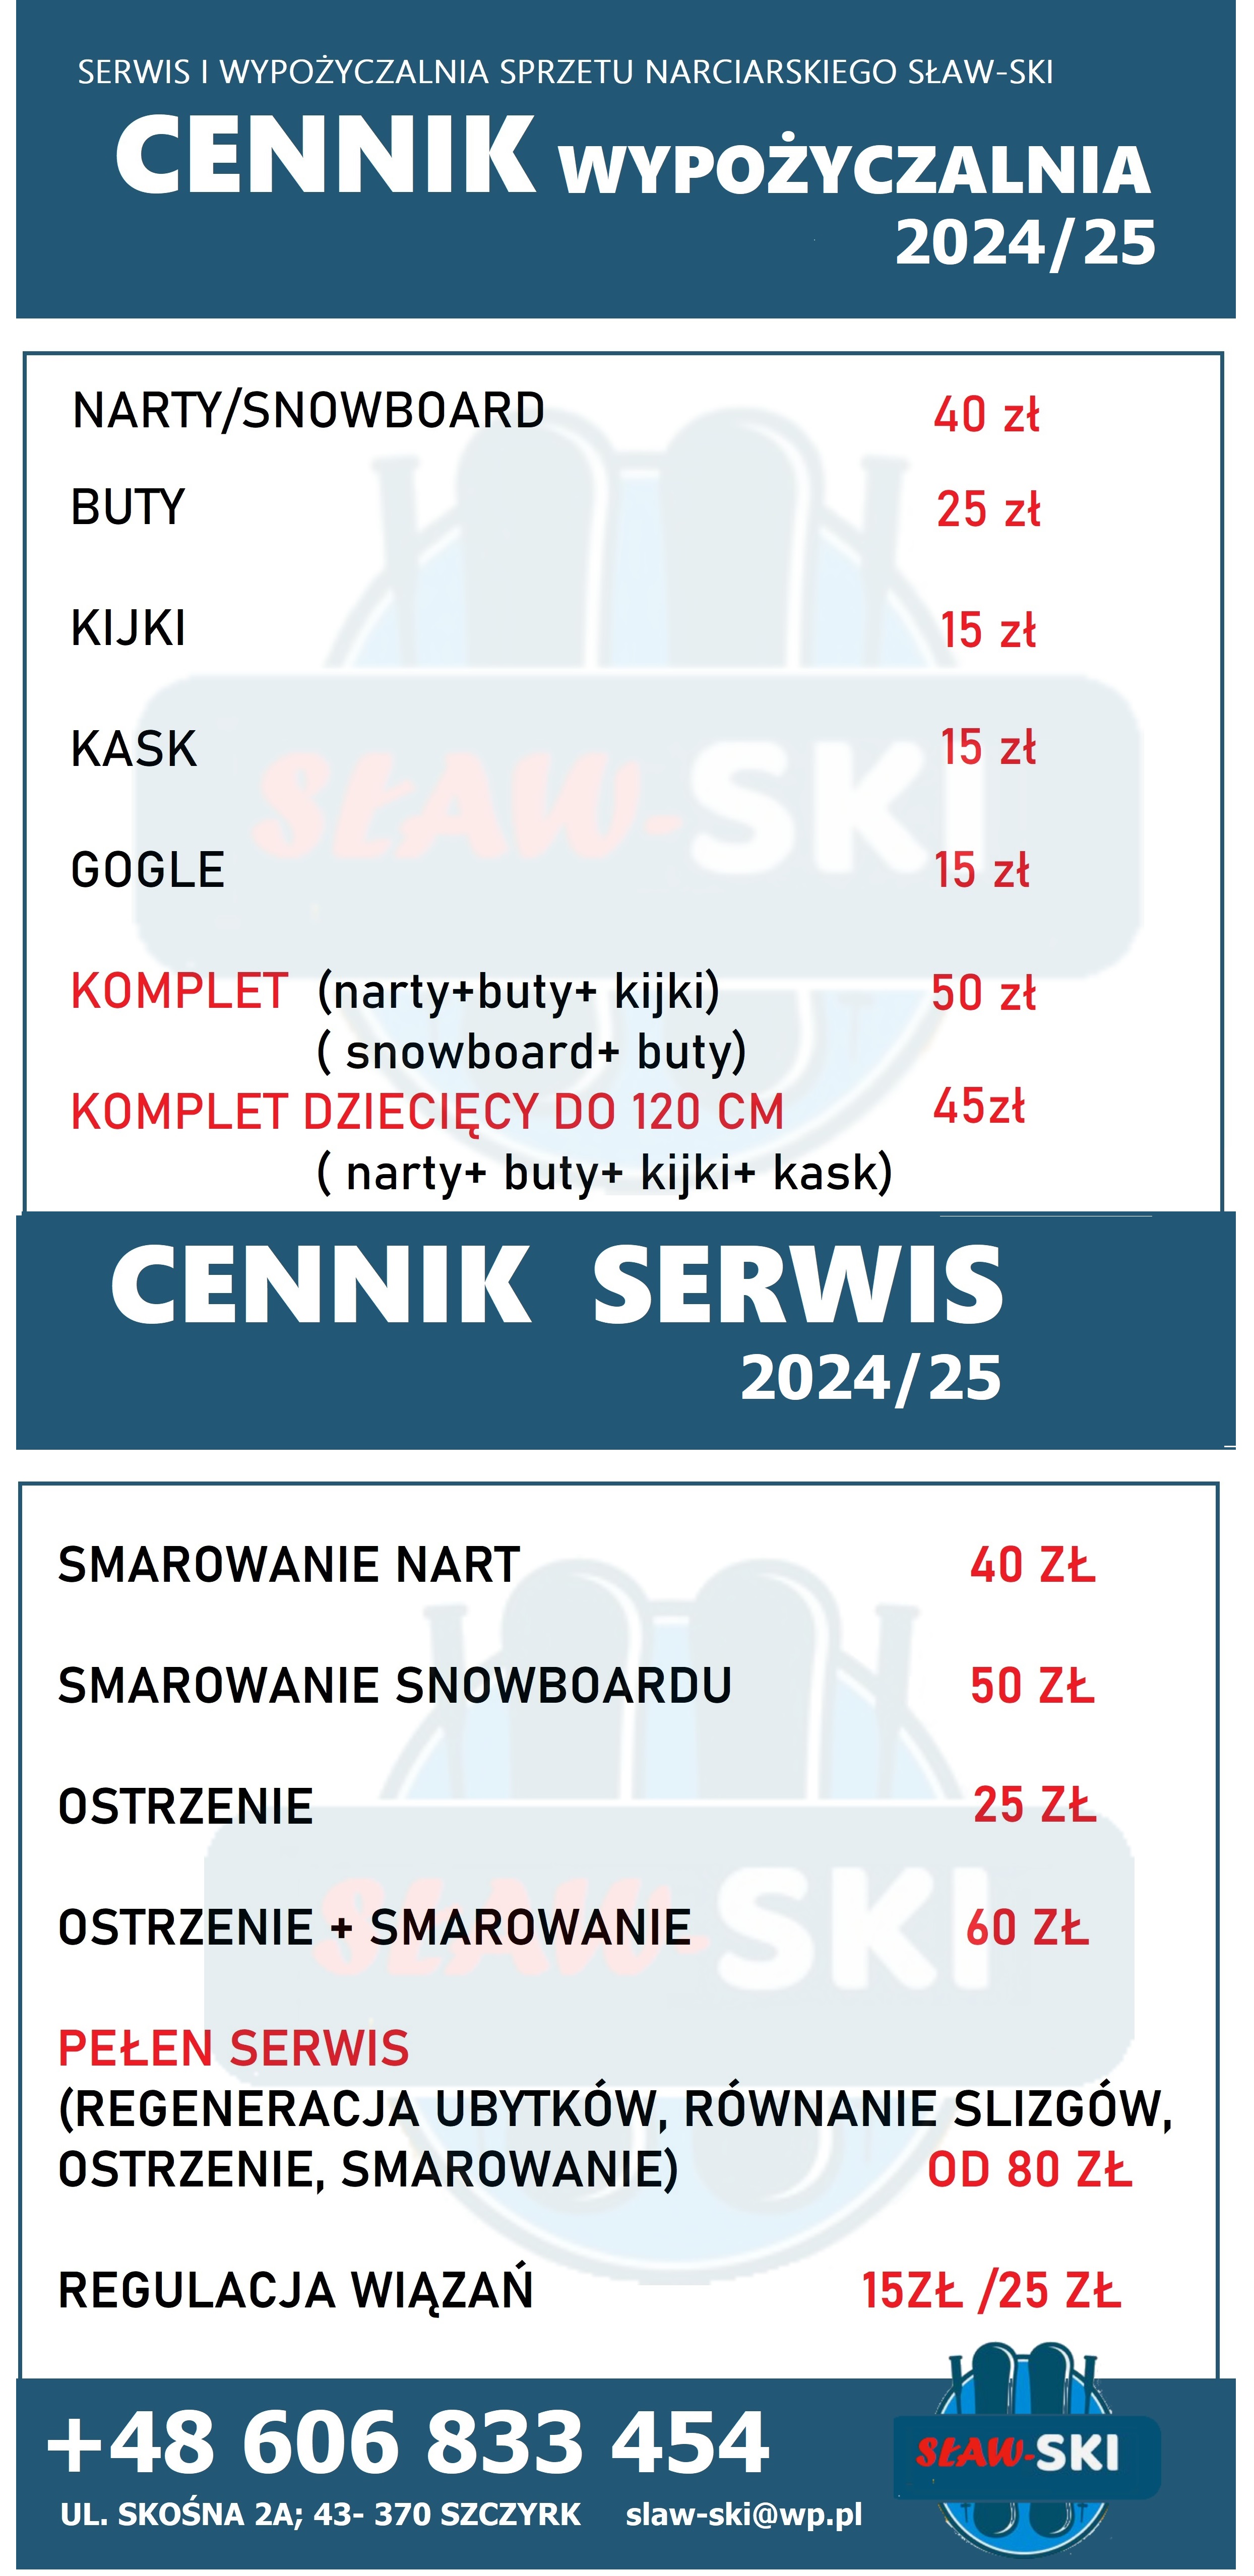 SERWIS I WYPOŻYCZALNIA SPRZETU NARCIARSKIEGO SŁAW-SKI
CENNIK WYPOŻYCZALNIA
2024/25
NARTY/SNOWBOARD 40 zł
BUTY 25 zł
KIJKI 15 zł
KASK 15 zł
SŁAW-SKI
GOGLE 15 zł
KOMPLET (narty+buty+ kijki) 50 zł
( snowboard+ buty)
KOMPLET DZIECIĘCY DO 120 CM 45zł
( narty+ buty+ kijki+ kask)
CENNIK SERWIS
2024/25
SMAROWANIE NART 40 ZŁ
SMAROWANIE SNOWBOARDU 50 ZŁ
OSTRZENIE 25 ZŁ
OSTRZENIE + SMAROWANIE 60 ZŁ
SŁAW-SKI
PEŁEN SERWIS
(REGENERACJA UBYTKÓW, RÓWNANIE SLIZGÓW,
OSTRZENIE, SMAROWANIE) OD 80 ZŁ
REGULACJA WIĄZAŃ 15ZŁ /25 ZŁ
+48 606 833 454
SŁAW-SKI
UL. SKOŚNA 2A; 43- 370 SZCZYRK slaw-ski@wp.pl